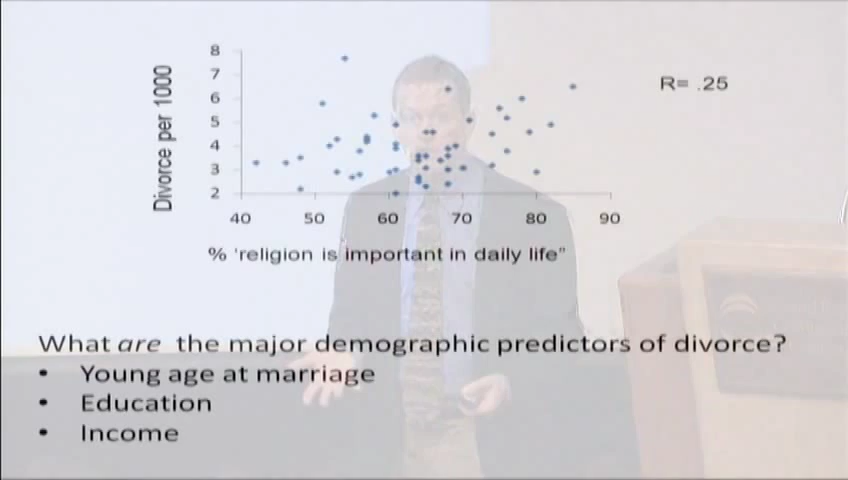 Divorce per 1000
8
7
6
5
4
3
2
40 50 60 70 80 90
% 'religion is important in daily life”
R= .25
What are the major demographic predictors of divorce?
• Young age at marriage
• Education
• Income